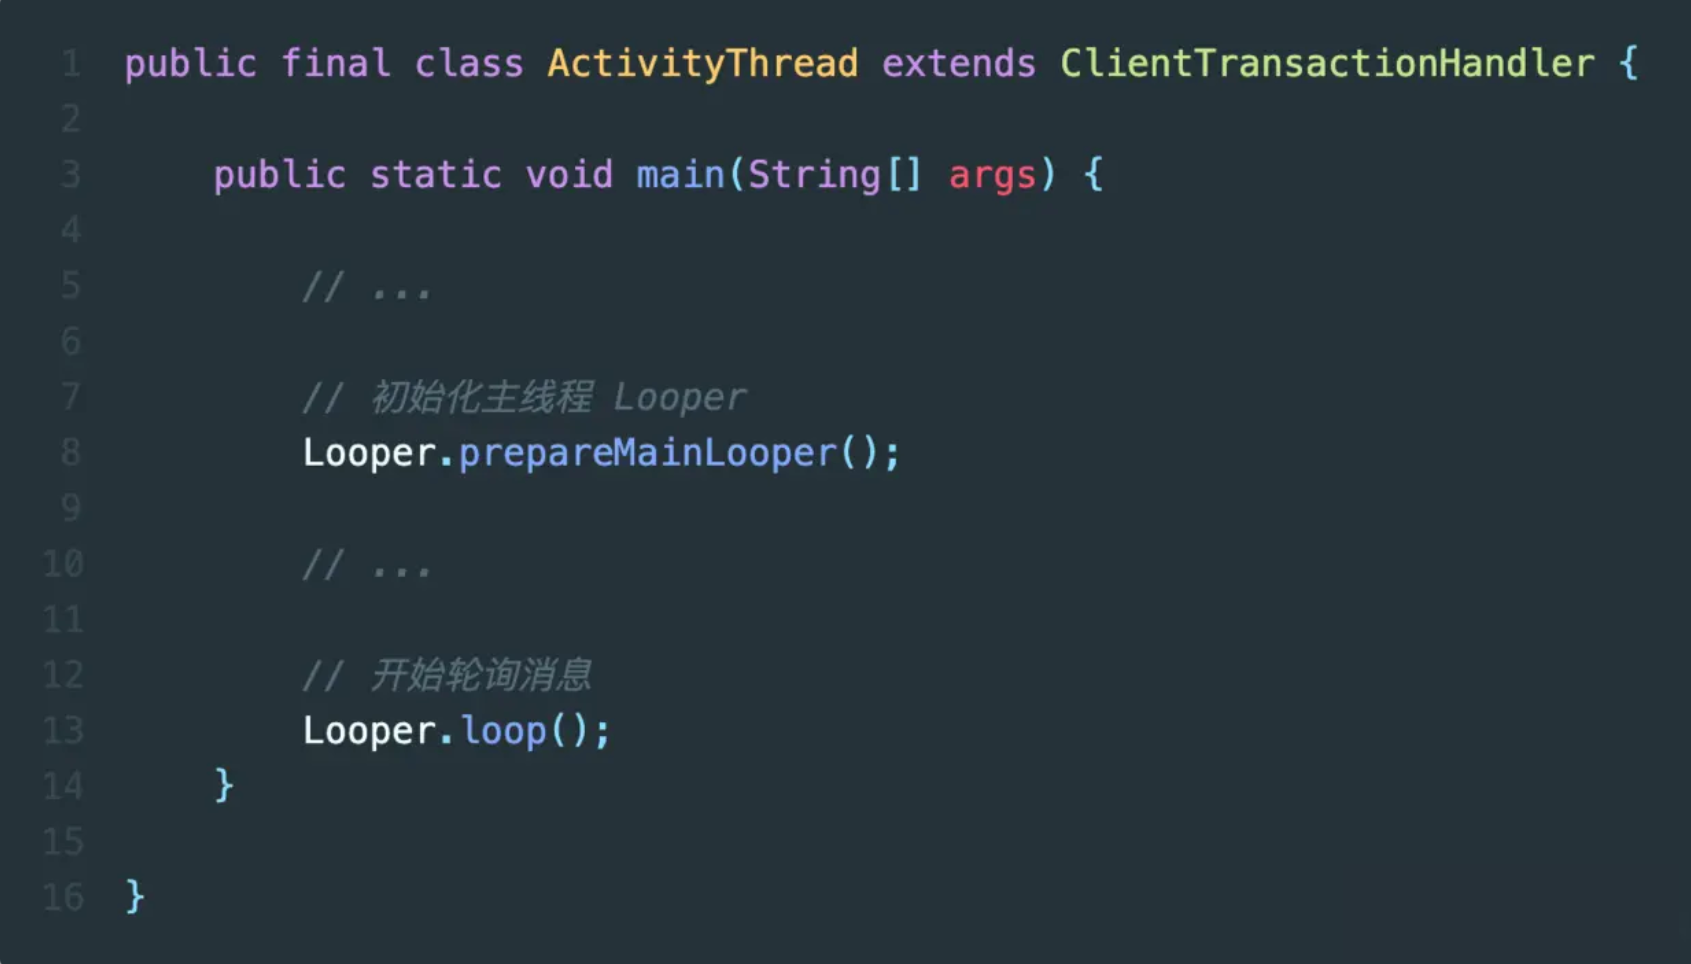 1 public final class ActivityThread extends ClientTransactionHandler {
2
3 public static void main(String[] args) {
4
5 // ...
6
7 // 初始化主线程 Looper
8 Looper.prepareMainLooper();
9
10 // ...
11
12 // 开始轮询消息
13 Looper.loop();
14 }
15
16 }